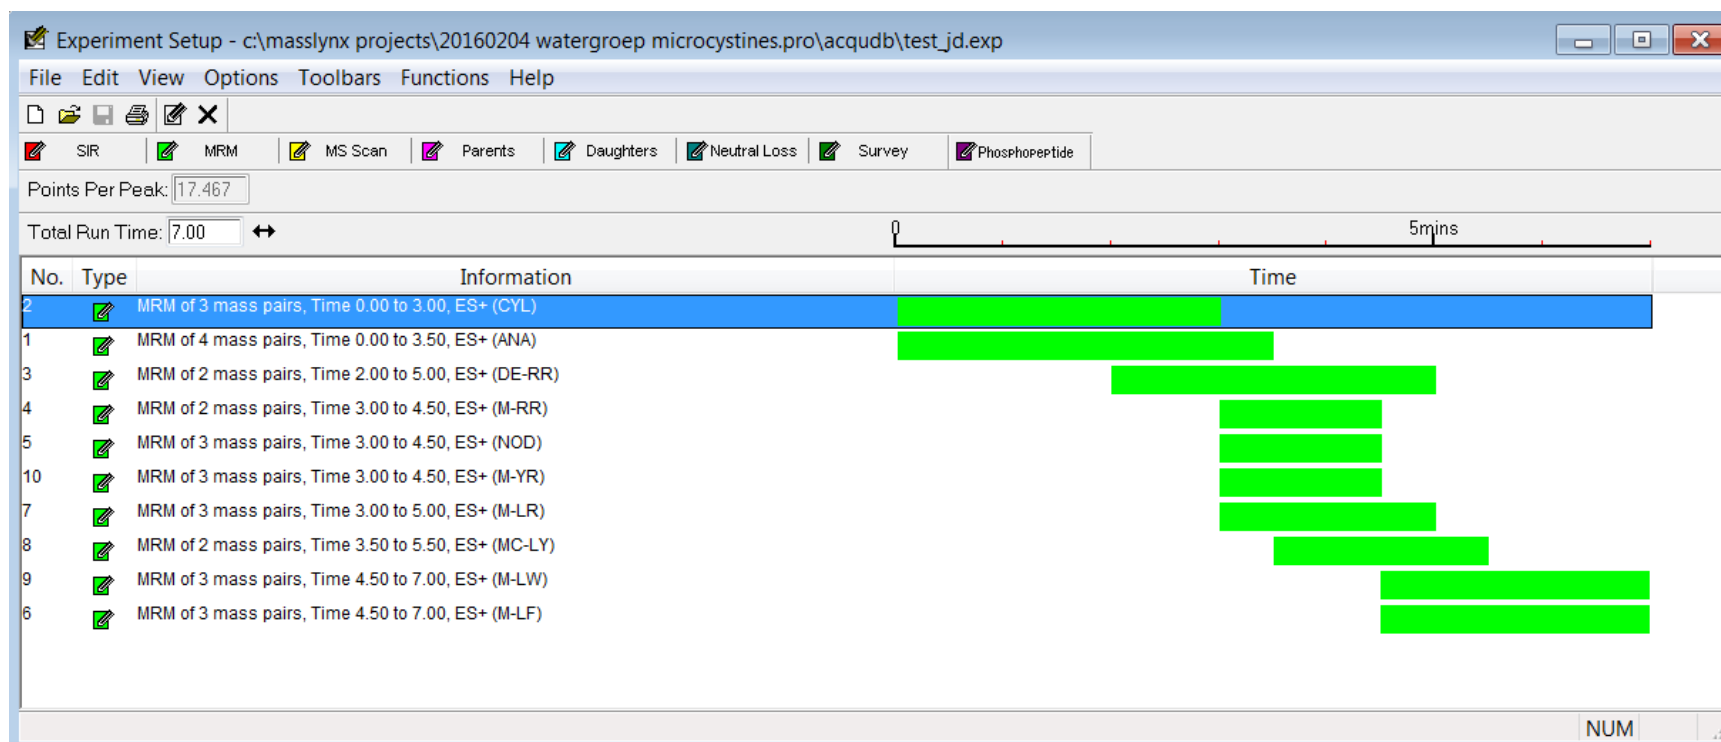 Experiment Setup - c:\masslynx projects\20160204 watergroep microcystines.pro\acqudb\test_jd.exp
File Edit View Options Toolbars Functions Help
SIR MRM MS Scan Parents Daughters Neutral Loss Survey Phosphopeptide
Points Per Peak: 17.467
Total Run Time: 7.00 0 5mins
No. Type Information Time
2 MRM of 3 mass pairs, Time 0.00 to 3.00, ES+ (CYL)
1 MRM of 4 mass pairs, Time 0.00 to 3.50, ES+ (ANA)
3 MRM of 2 mass pairs, Time 2.00 to 5.00, ES+ (DE-RR)
4 MRM of 2 mass pairs, Time 3.00 to 4.50, ES+ (M-RR)
5 MRM of 3 mass pairs, Time 3.00 to 4.50, ES+ (NOD)
10 MRM of 3 mass pairs, Time 3.00 to 4.50, ES+ (M-YR)
7 MRM of 3 mass pairs, Time 3.00 to 5.00, ES+ (M-LR)
8 MRM of 2 mass pairs, Time 3.50 to 5.50, ES+ (MC-LY)
9 MRM of 3 mass pairs, Time 4.50 to 7.00, ES+ (M-LW)
6 MRM of 3 mass pairs, Time 4.50 to 7.00, ES+ (M-LF)
NUM